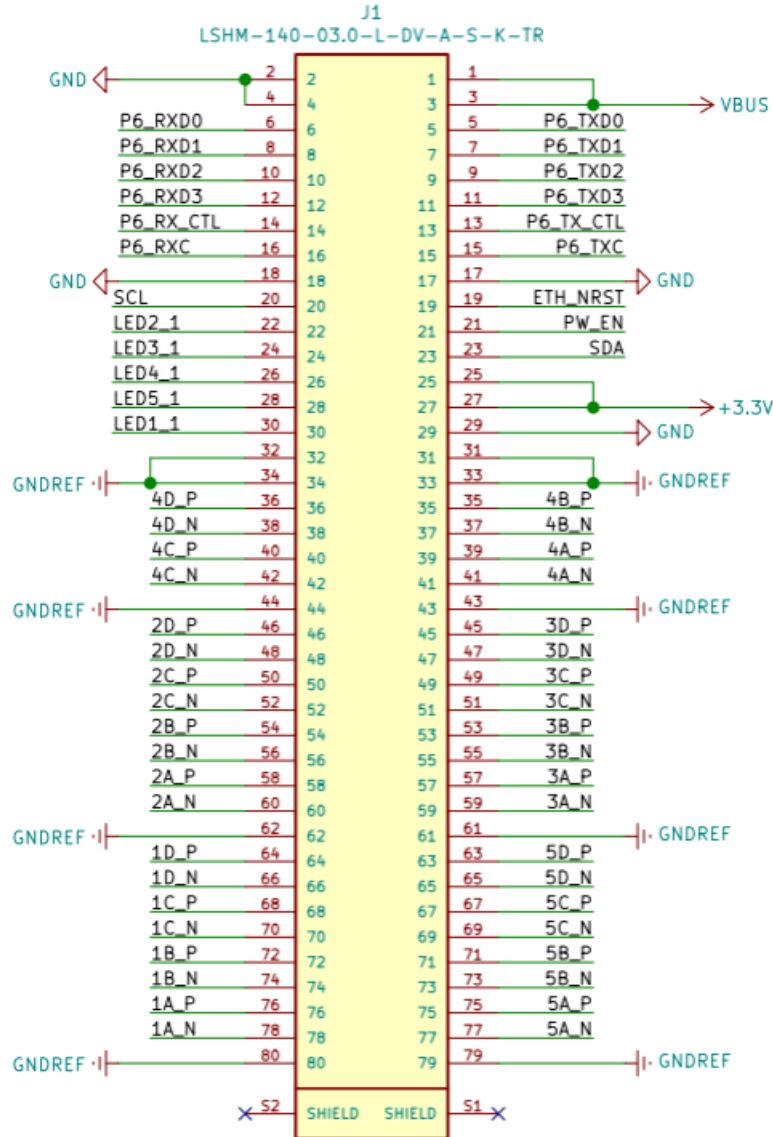 J1
LSHM-140-03.0-L-DV-A-S-K-TR
GND 2 2 1 1
4 4 3 3 VBUS
P6_RXD0 6 6 5 5 P6_TXD0
P6_RXD1 8 8 7 7 P6_TXD1
P6_RXD2 10 10 9 9 P6_TXD2
P6_RXD3 12 12 11 11 P6_TXD3
P6_RX_CTL 14 14 13 13 P6_TX_CTL
P6_RXC 16 16 15 15 P6_TXC
GND 18 18 17 17 GND
SCL 20 20 19 19 ETH_NRST
LED2_1 22 22 21 21 PW_EN
LED3_1 24 24 23 23 SDA
LED4_1 26 26 25 25
LED5_1 28 28 27 27 +3.3V
LED1_1 30 30 29 29 GND
32 32 31 31
GNDREF 34 34 33 33 GNDREF
4D_P 36 36 35 35 4B_P
4D_N 38 38 37 37 4B_N
4C_P 40 40 39 39 4A_P
4C_N 42 42 41 41 4A_N
GNDREF 44 44 43 43 GNDREF
2D_P 46 46 45 45 3D_P
2D_N 48 48 47 47 3D_N
2C_P 50 50 49 49 3C_P
2C_N 52 52 51 51 3C_N
2B_P 54 54 53 53 3B_P
2B_N 56 56 55 55 3B_N
2A_P 58 58 57 57 3A_P
2A_N 60 60 59 59 3A_N
GNDREF 62 62 61 61 GNDREF
1D_P 64 64 63 63 5D_P
1D_N 66 66 65 65 5D_N
1C_P 68 68 67 67 5C_P
1C_N 70 70 69 69 5C_N
1B_P 72 72 71 71 5B_P
1B_N 74 74 73 73 5B_N
1A_P 76 76 75 75 5A_P
1A_N 78 78 77 77 5A_N
GNDREF 80 80 79 79 GNDREF
S2 SHIELD SHIELD S1